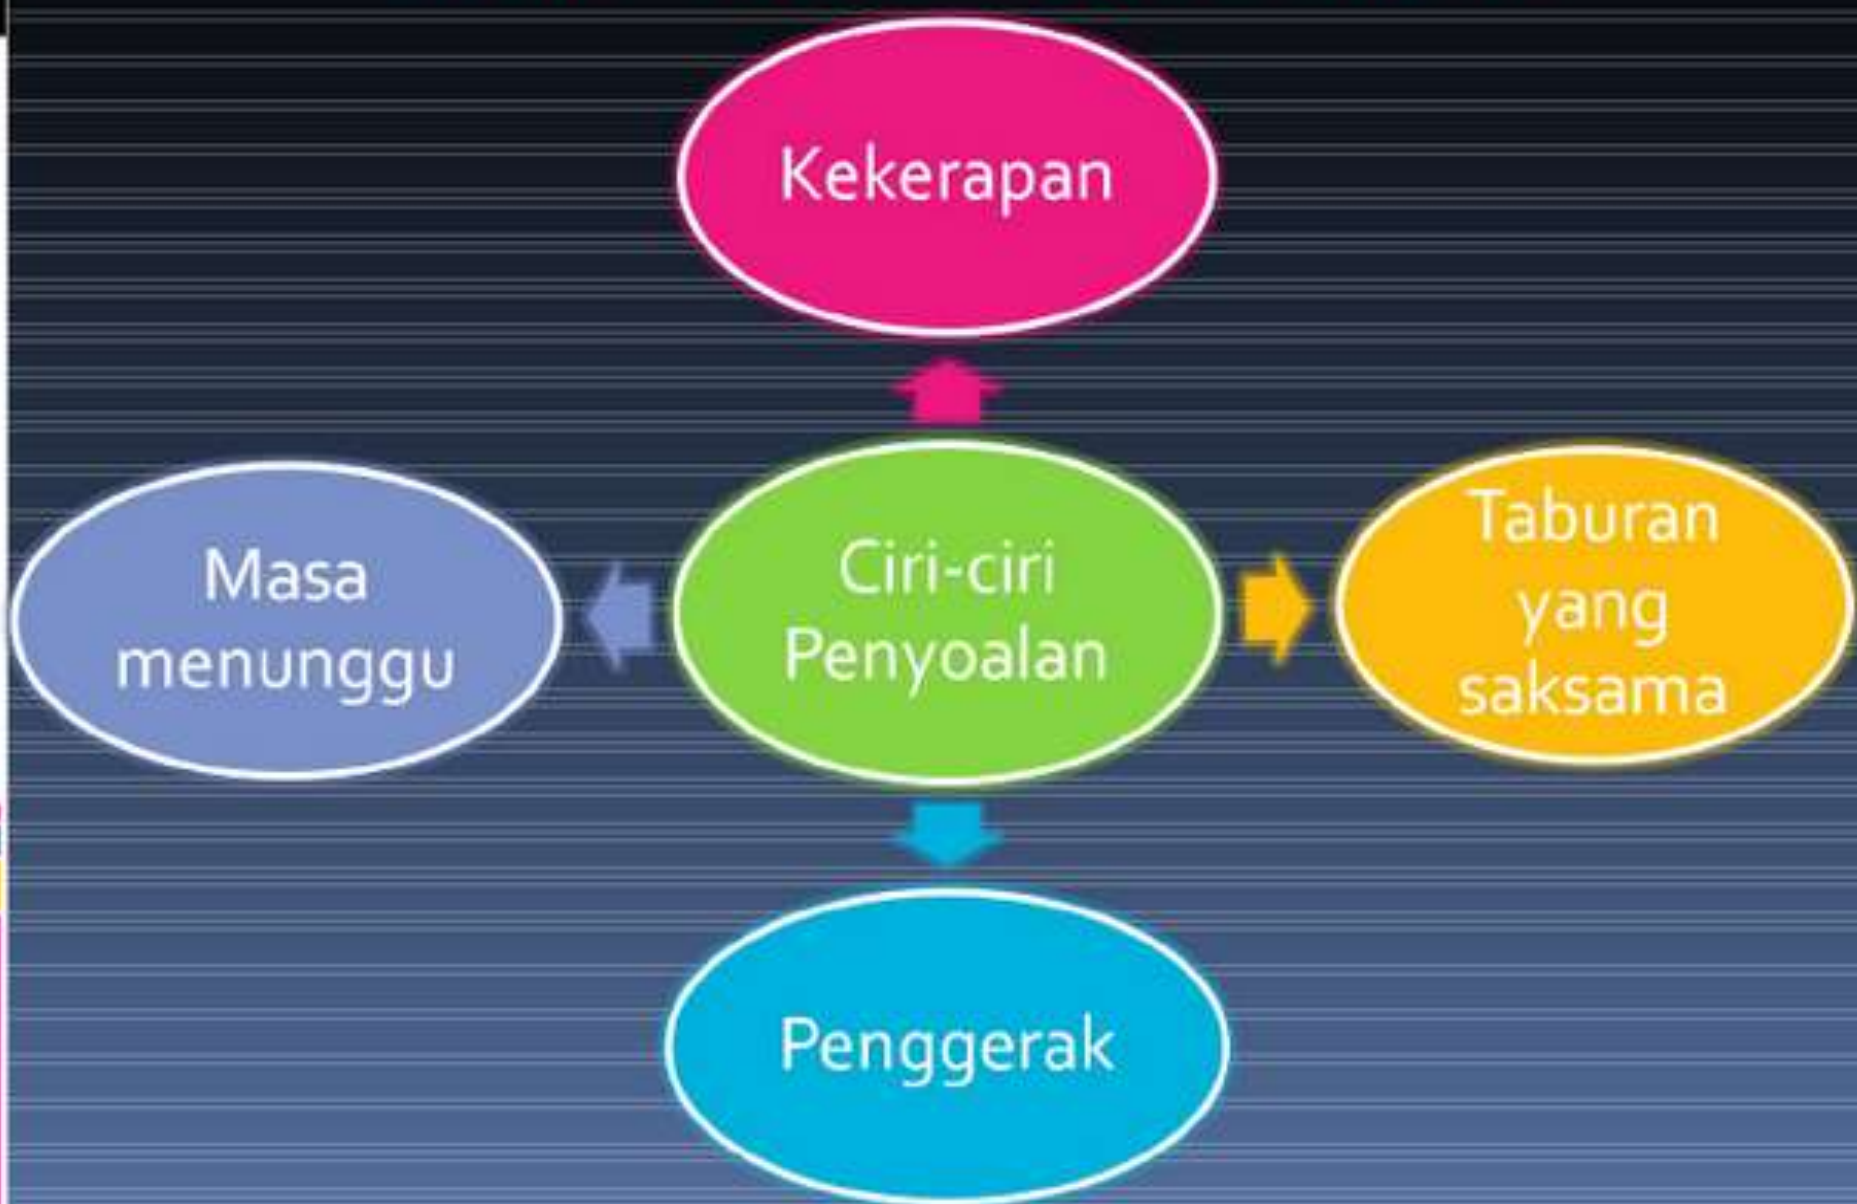 Kekerapan
Masa
menunggu
Ciri-ciri
Penyoalan
Taburan
yang
saksama
Penggerak